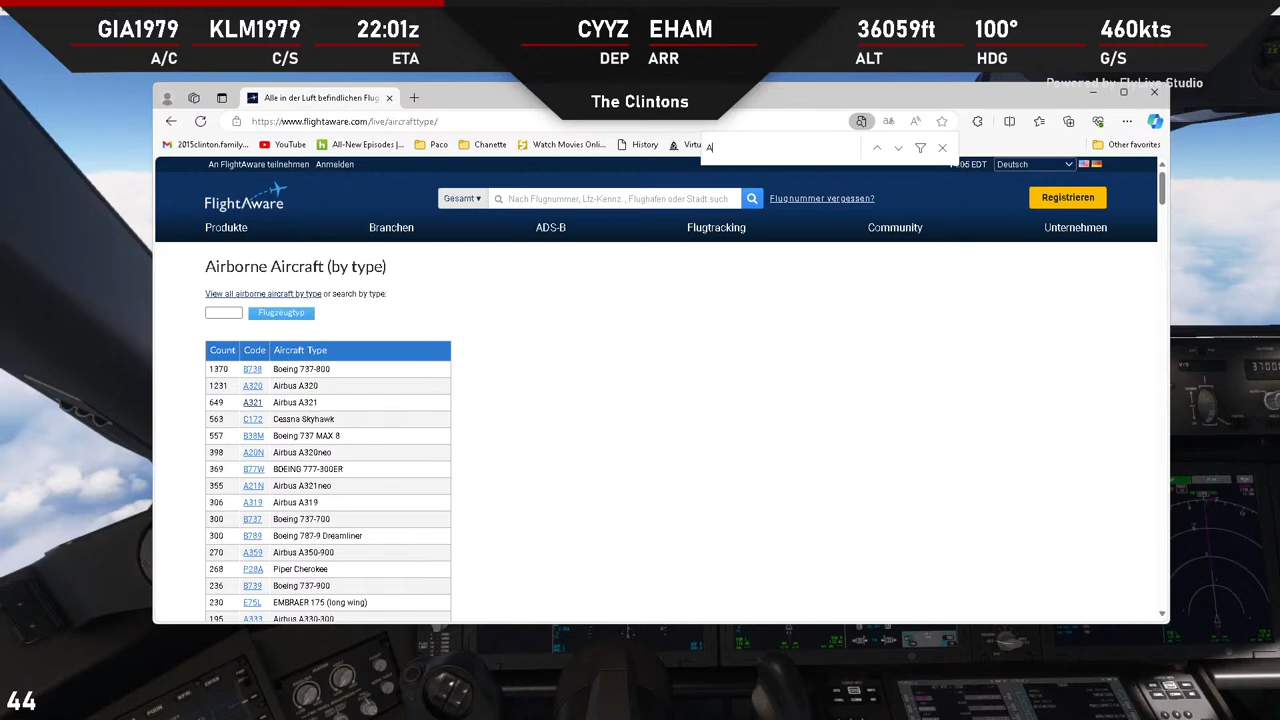 GIA1979 KLM1979 22:01z CYYZ EHAM 36059ft 100° 460kts
A/C C/S ETA DEP ARR ALT HDG G/S
Powered by FlyLive Studio
The Clintons
Alle in der Luft befindlichen Flug
https://www.flightaware.com/live/aircrafttype/
2015clinton.family... YouTube All-New Episodes |... Paco Chanette Watch Movies Onli... History Virtu
A
Other favorites
An FlightAware teilnehmen Anmelden
05 EDT Deutsch
FlightAware
Gesamt Nach Flugnummer, Lfz-Kennz., Flughafen oder Stadt such Flugnummer vergessen? Registrieren
Produkte Branchen ADS-B Flugtracking Community Unternehmen
Airborne Aircraft (by type)
View all airborne aircraft by type or search by type:
Flugzeugtyp
Count Code Aircraft Type
1370 B738 Boeing 737-800
1231 A320 Airbus A320
649 A321 Airbus A321
563 C172 Cessna Skyhawk
557 B38M Boeing 737 MAX 8
398 A20N Airbus A320neo
369 B77W BOEING 777-300ER
355 A21N Airbus A321neo
306 A319 Airbus A319
300 B737 Boeing 737-700
300 B789 Boeing 787-9 Dreamliner
270 A359 Airbus A350-900
268 P28A Piper Cherokee
236 B739 Boeing 737-900
230 E75L EMBRAER 175 (long wing)
195 A333 Airbus A330-300
44